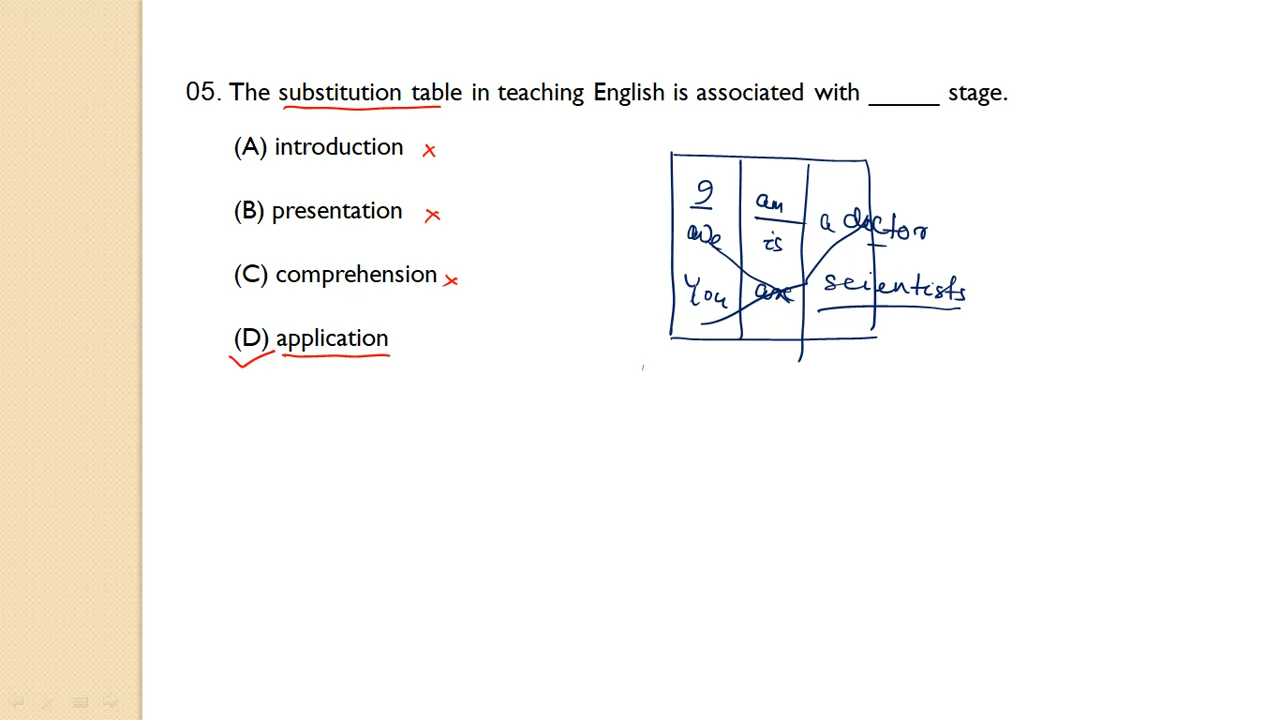 05. The substitution table in teaching English is associated with ______ stage.
(A) introduction
(B) presentation
(C) comprehension
(D) application
I am a doctor
we is
You are scientists